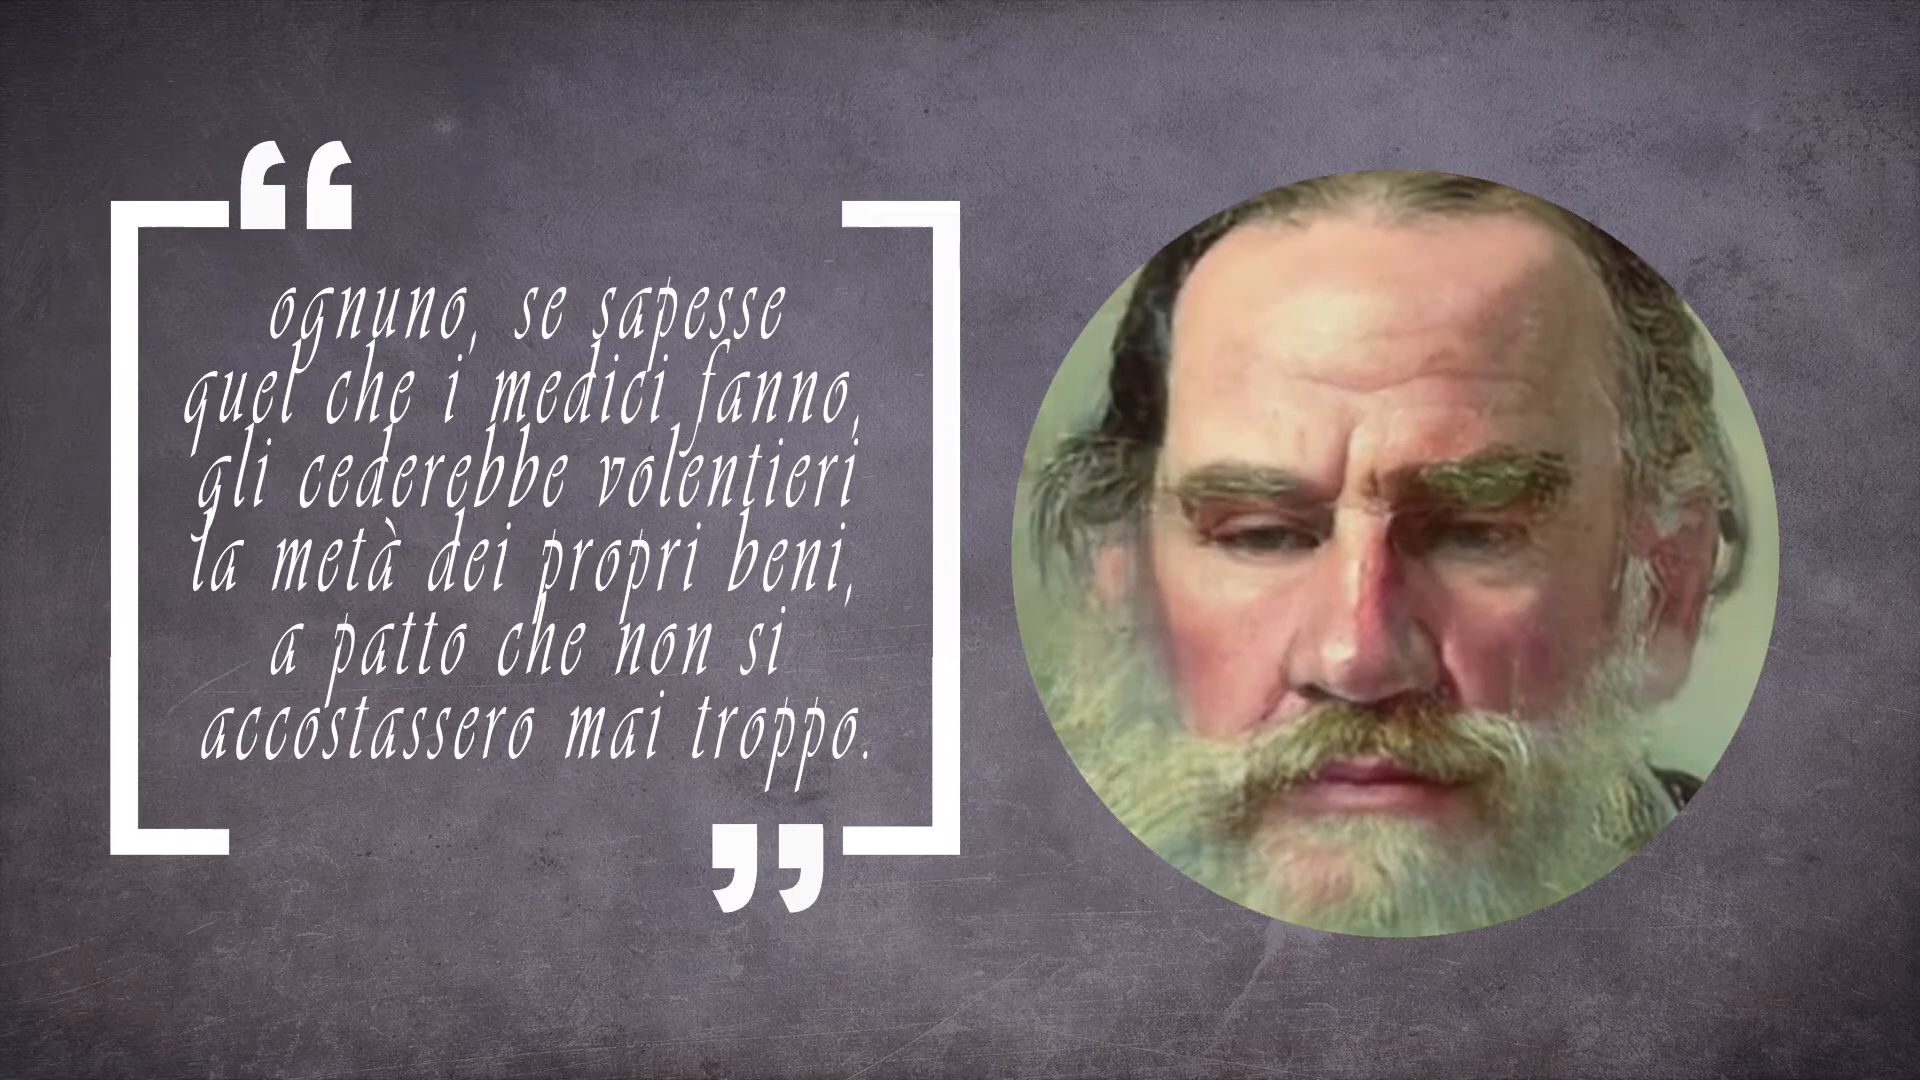 ognuno, se sapesse
quel che i medici fanno,
gli cederebbe volentieri
la metà dei propri beni,
a patto che non si
accostassero mai troppo.